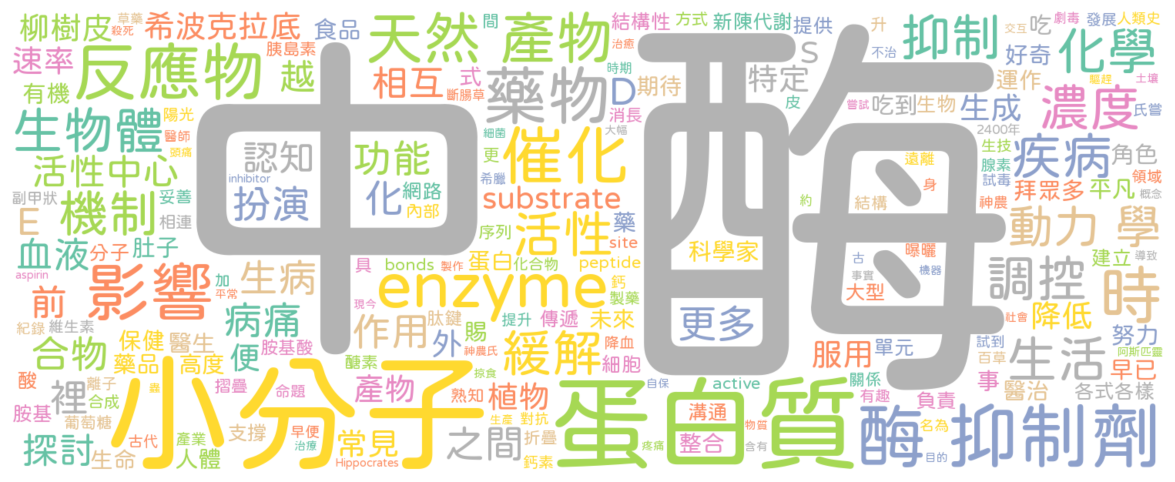 中
酶
小分子
蛋白質
酶
抑制劑
反應物
影響
enzyme
天然
產物
藥物
催化
活性
緩解
化學
抑制
濃度
疾病
時
生物體
機制
柳樹皮
希波克拉底
食品
胰島素
草藥
殺死
速率
有機
陽光
越
醫師
頭痛
相互
式
斷腸草
間
結構性
治癒
時期
方式
新陳代謝
提供
升
不治
交互
劇毒
發展
人類史
吃
好奇
驅趕
土壤
特定
期待
皮
S
D
消長
運作
氏嘗
嘗試
吃到
生物
生成
大幅
細菌
2400年
生技
角色
活性中心
認知
功能
更
希臘
遠離
腺素
試毒
領域
拜眾多
平凡
概念
副甲狀
妥善
inhibitor
扮演
化
網路
內部
substrate
藥
身
神農
約
結構
E
相連
序列
site
科學家
動力
學
血液
分子
肚子
蛋白
化合物
peptide
曝曬
古
事實
機器
建立
導致
aspirin
加
平常
生病
具
bonds
製作
鈣
製藥
大型
調控
前
現今
紀錄
維生素
病痛
作用
肽鍵
提升
傳遞
未來
更多
社會
降低
努力
外
賜
合物
保健
醫生
胺基酸
便
神農氏
降血
服用
單元
試到
百草
生活
阿斯匹靈
藥品
高度
醣素
掠食
細胞
關係
事
早已
酸
裡
離子
摺疊
命題
產物
熟知
植物
自保
active
醫治
各式各樣
胺基
合成
蟲
葡萄糖
支撐
早便
常見
生產
對抗
溝通
物質
有趣
負責
名為
探討
古代
產業
治療
之間
折疊
整合
含有
目的
生命
人體
Hippocrates
鈣素
疼痛